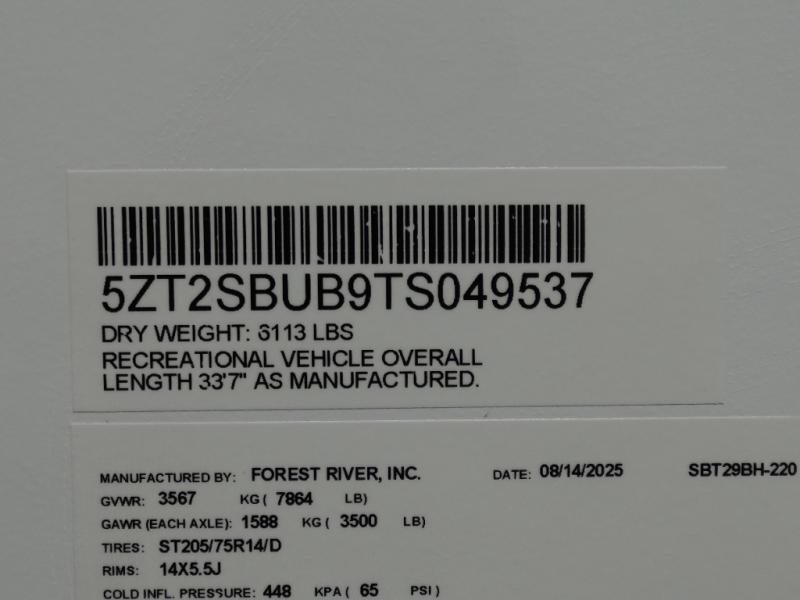 5ZT2SBUB9TS049537
DRY WEIGHT: 6113 LBS
RECREATIONAL VEHICLE OVERALL
LENGTH 33'7" AS MANUFACTURED.
MANUFACTURED BY: FOREST RIVER, INC. DATE: 08/14/2025 SBT29BH-220
GVWR: 3567 KG ( 7864 LB)
GAWR (EACH AXLE): 1588 KG ( 3500 LB)
TIRES: ST205/75R14/D
RIMS: 14X5.5J
COLD INFL. PRESSURE: 448 KPA ( 65 PSI )